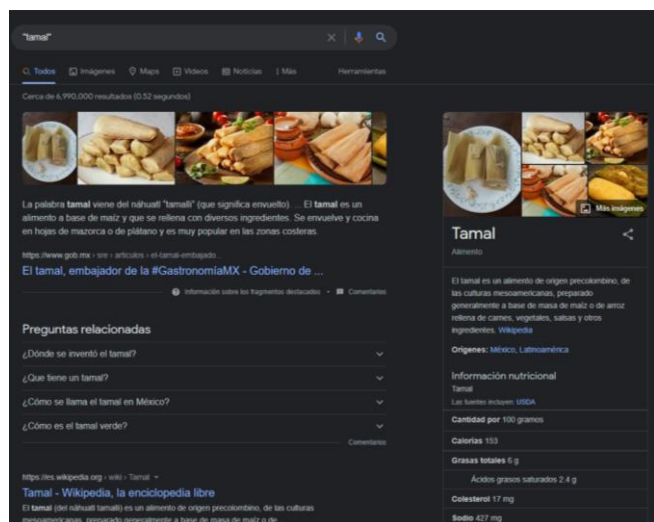 "tamal"
Todos Imágenes Maps Videos Noticias Más Herramientas
Cerca de 6,990,000 resultados (0.52 segundos)
La palabra tamal viene del náhuatl "tamalli" (que significa envuelto). ... El tamal es un
alimento a base de maíz y que se rellena con diversos ingredientes. Se envuelve y cocina
en hojas de mazorca o de plátano y es muy popular en las zonas costeras.
https://www.gob.mx › sre › articulos › el-tamal-embajado...
El tamal, embajador de la #GastronomíaMX - Gobierno de ...
Información sobre los fragmentos destacados • Comentarios
Preguntas relacionadas
¿Dónde se inventó el tamal?
¿Que tiene un tamal?
¿Cómo se llama el tamal en México?
¿Cómo es el tamal verde?
Comentarios
https://es.wikipedia.org › wiki › Tamal
Tamal - Wikipedia, la enciclopedia libre
El tamal (del náhuatl tamalli) es un alimento de origen precolombino, de las culturas
mesoamericanas, preparado generalmente a base de masa de maíz o de
Más imágenes
Tamal
Alimento
El tamal es un alimento de origen precolombino, de
las culturas mesoamericanas, preparado
generalmente a base de masa de maíz o de arroz
rellena de carnes, vegetales, salsas y otros
ingredientes. Wikipedia
Orígenes: México, Latinoamérica
Información nutricional
Tamal
Las fuentes incluyen: USDA
Cantidad por 100 gramos
Calorías 153
Grasas totales 6 g
Ácidos grasos saturados 2.4 g
Colesterol 17 mg
Sodio 427 mg